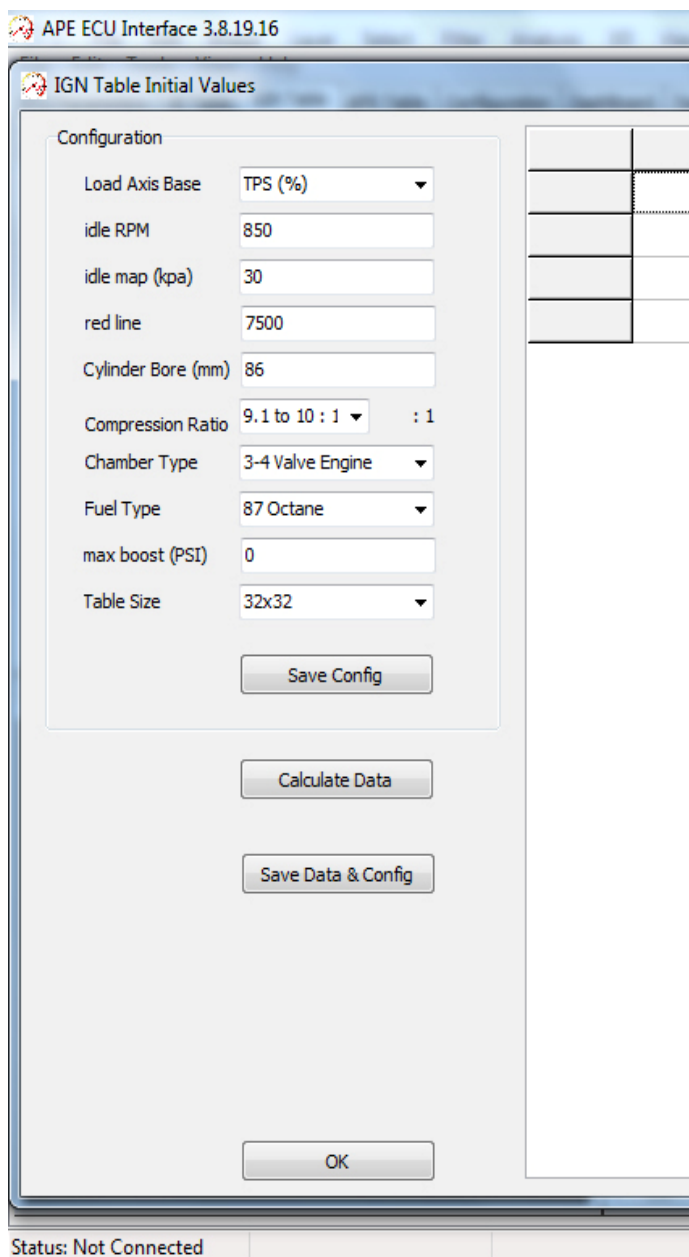 APE ECU Interface 3.8.19.16
IGN Table Initial Values
Configuration
Load Axis Base TPS (%)
idle RPM 850
idle map (kpa) 30
red line 7500
Cylinder Bore (mm) 86
Compression Ratio 9.1 to 10 : 1 : 1
Chamber Type 3-4 Valve Engine
Fuel Type 87 Octane
max boost (PSI) 0
Table Size 32x32
Save Config
Calculate Data
Save Data & Config
OK
Status: Not Connected